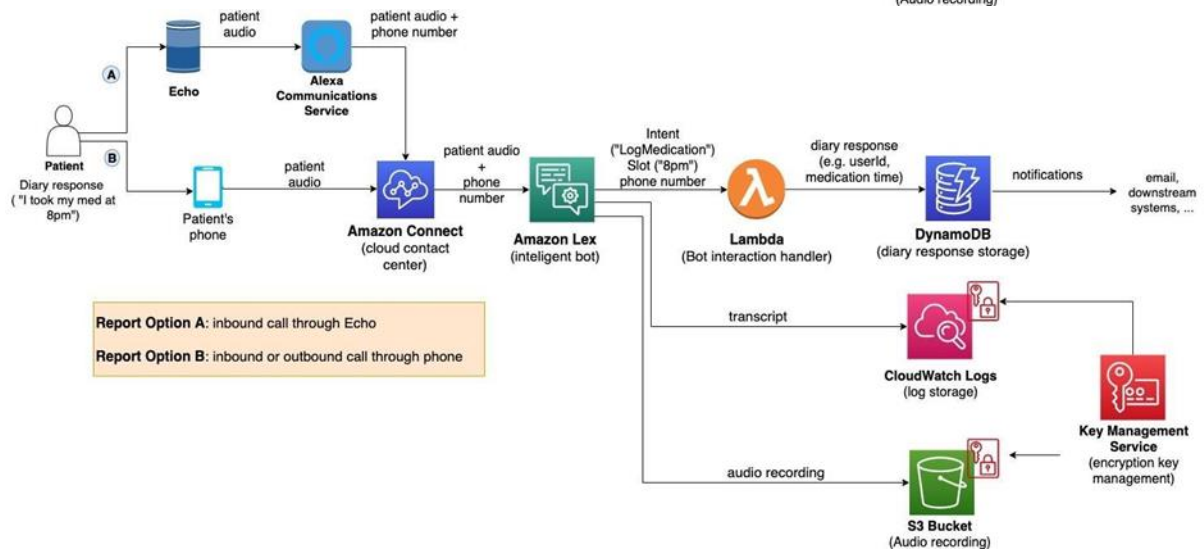 (Audio recording)
patient
audio
patient audio +
phone number
A
Echo
Alexa
Communications
Service
Patient
Diary response
( "I took my med at
8pm")
B
Patient's
phone
patient
audio
Amazon Connect
(cloud contact
center)
patient audio
+
phone
number
Amazon Lex
(inteligent bot)
Intent
("LogMedication")
Slot ("8pm")
phone number
Lambda
(Bot interaction handler)
diary response
(e.g. userId,
medication time)
DynamoDB
(diary response storage)
notifications
email,
downstream
systems, ...
Report Option A: inbound call through Echo
Report Option B: inbound or outbound call through phone
transcript
CloudWatch Logs
(log storage)
Key Management
Service
(encryption key
management)
audio recording
S3 Bucket
(Audio recording)